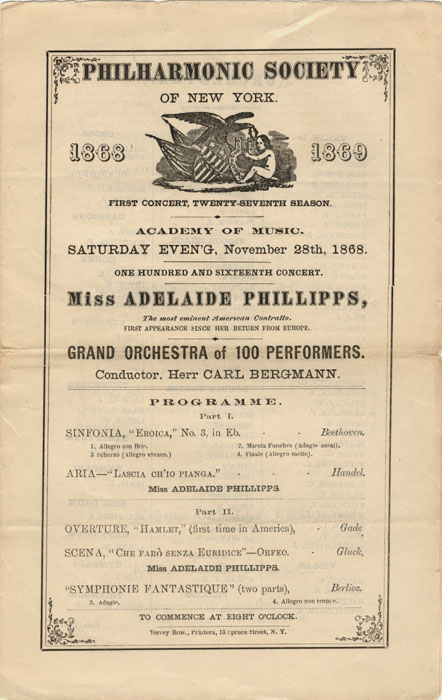 PHILHARMONIC SOCIETY
OF NEW YORK.
1868 1869
FIRST CONCERT, TWENTY-SEVENTH SEASON.
ACADEMY OF MUSIC.
SATURDAY EVEN'G, November 28th, 1868.
ONE HUNDRED AND SIXTEENTH CONCERT.
Miss ADELAIDE PHILLIPPS,
The most eminent American Contralto.
FIRST APPEARANCE SINCE HER RETURN FROM EUROPE.
GRAND ORCHESTRA of 100 PERFORMERS.
Conductor, Herr CARL BERGMANN.
PROGRAMME.
Part I.
SINFONIA, "EROICA," No. 3, in Eb. - - Beethoven.
1. Allegro con Brio. 2. Marcia Funebre (Adagio assai).
3 Scherzo (Allegro vivace.) 4. Finale (Allegro molto).
ARIA—"LASCIA CH'IO PIANGA." - - - Handel.
Miss ADELAIDE PHILLIPPS.
Part II.
OVERTURE, "HAMLET," (first time in America), - Gade
SCENA, "CHE FARÒ SENZA EURIDICE"—ORFEO. - Gluck.
Miss ADELAIDE PHILLIPPS.
"SYMPHONIE FANTASTIQUE" (two parts), - Berlioz.
3. Adagio. 4. Allegro non troppo.
TO COMMENCE AT EIGHT O'CLOCK.
Torrey Bros., Printers, 13 Spruce Street, N. Y.